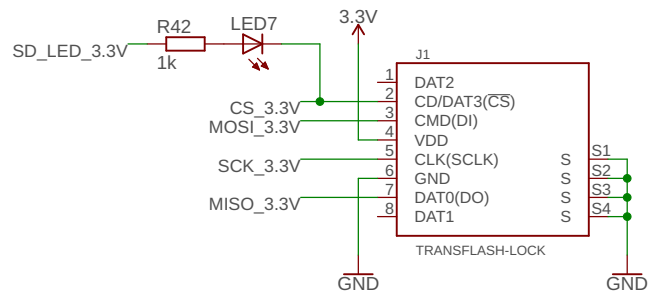 R42
LED7
3.3V
SD_LED_3.3V
1k
J1
1
DAT2
CS_3.3V
2
CD/DAT3(CS)
MOSI_3.3V
3
CMD(DI)
4
VDD
SCK_3.3V
5
CLK(SCLK)
S
S1
6
GND
S
S2
MISO_3.3V
7
DAT0(DO)
S
S3
8
DAT1
S
S4
TRANSFLASH-LOCK
GND
GND